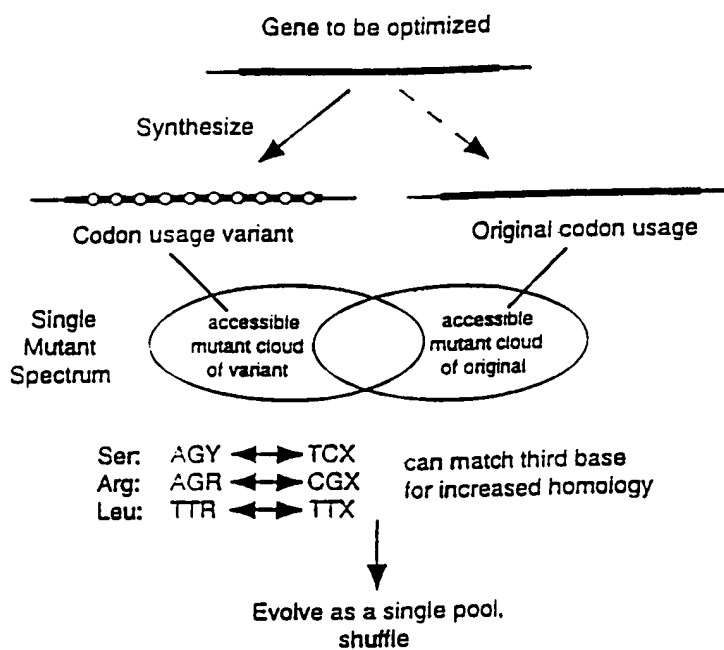 Gene to be optimized
Synthesize
Codon usage variant
Original codon usage
Single
Mutant
Spectrum
accessible
mutant cloud
of variant
accessible
mutant cloud
of original
Ser: AGY TCX
Arg: AGR CGX
Leu: TTR TTX
can match third base
for increased homology
Evolve as a single pool,
shuffle